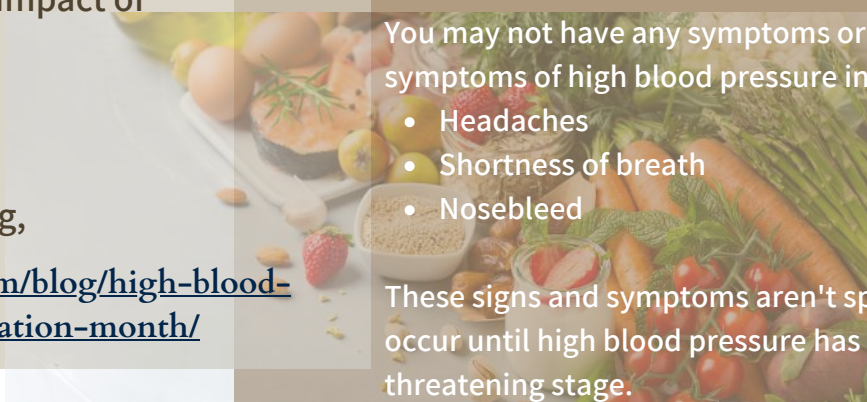 impact of
g,
m/blog/high-blood-
ation-month/
You may not have any symptoms or
symptoms of high blood pressure in
• Headaches
• Shortness of breath
• Nosebleed
These signs and symptoms aren't sp
occur until high blood pressure has
threatening stage.